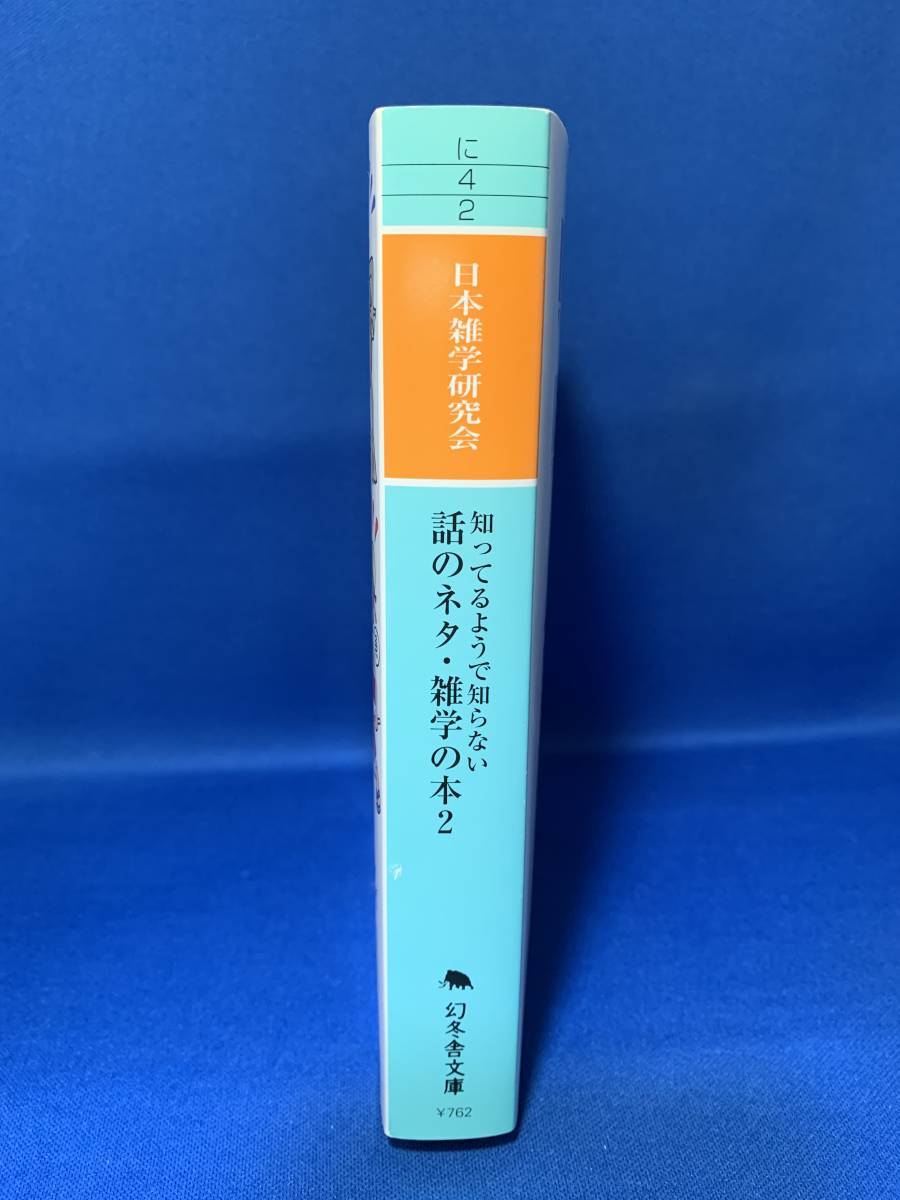 に
4
2
日本雑学研究会
知ってるようで知らない
話のネタ・雑学の本2
幻冬舎文庫
¥762